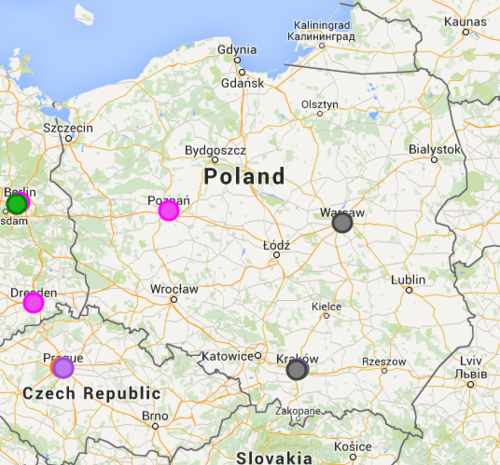 Kaliningrad
Калининград
Kaunas
Gdynia
Gdańsk
Olsztyn
Szczecin
Bydgoszcz
Białystok
Poland
Berlin
Poznań
sdam
Warsaw
Łódź
Lublin
Wrocław
Dresden
Kielce
Prague
Katowice
Kraków
Rzeszow
Lviv
Львів
Czech Republic
Zakopane
Brno
Košice
Slovakia